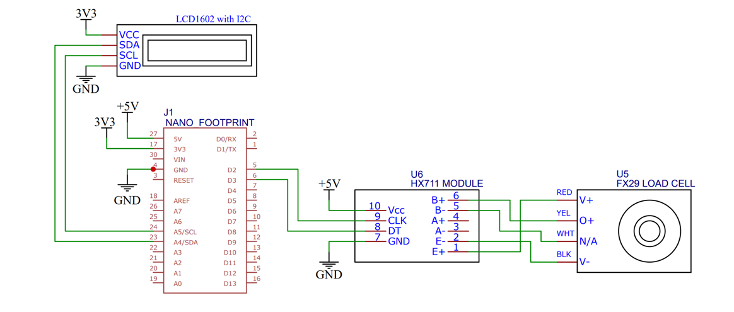 3V3
LCD1602 with I2C
VCC
SDA
SCL
GND
GND
+5V
3V3
J1
NANO_FOOTPRINT
27 5V D0/RX 2
17 3V3 D1/TX 1
30 VIN
4 GND D2 5
3 RESET D3 6
D4 7
18 AREF D5 8
26 A7 D6 9
25 A6 D7 10
24 A5/SCL D8 11
23 A4/SDA D9 12
22 A3 D10 13
21 A2 D11 14
20 A1 D12 15
19 A0 D13 16
GND
+5V
GND
U6
HX711 MODULE
10 Vcc
9 CLK
8 DT
7 GND
B+ 6
B- 5
A+ 4
A- 3
E- 2
E+ 1
U5
FX29 LOAD CELL
RED V+
YEL O+
WHT N/A
BLK V-